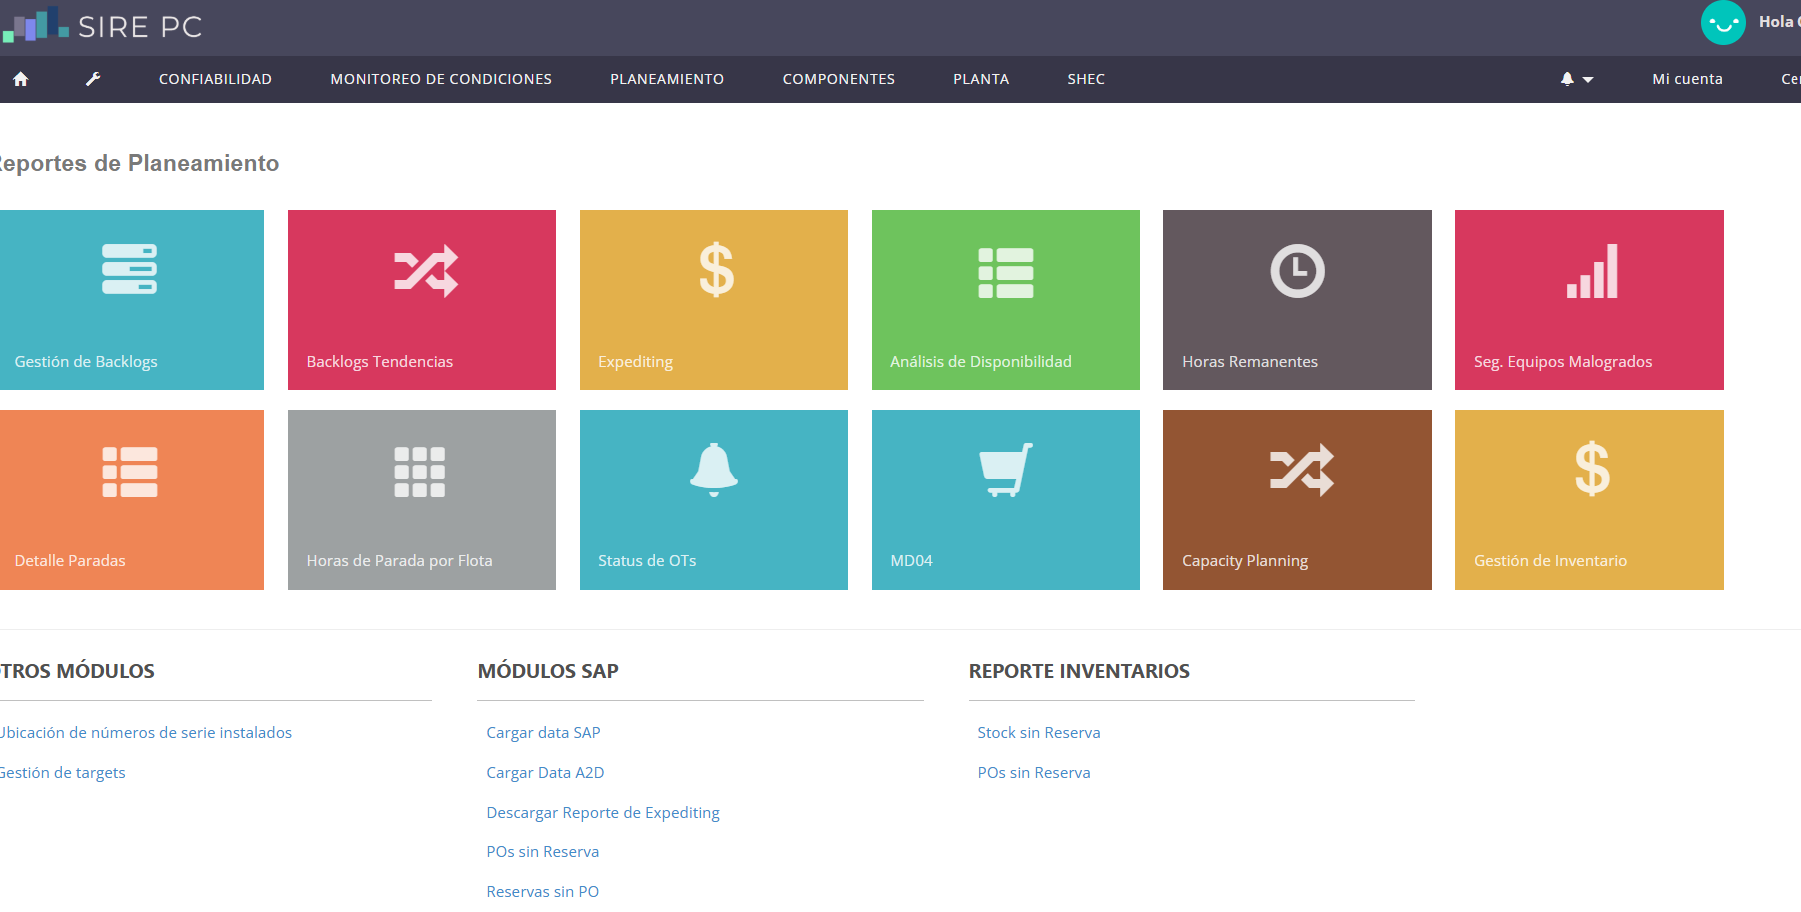 SIRE PC
Hola
CONFIABILIDAD MONITOREO DE CONDICIONES PLANEAMIENTO COMPONENTES PLANTA SHEC Mi cuenta
Reportes de Planeamiento
Gestión de Backlogs Backlogs Tendencias Expediting Análisis de Disponibilidad Horas Remanentes Seg. Equipos Malogrados
Detalle Paradas Horas de Parada por Flota Status de OTs MD04 Capacity Planning Gestión de Inventario
OTROS MÓDULOS
Ubicación de números de serie instalados
Gestión de targets
MÓDULOS SAP
Cargar data SAP
Cargar Data A2D
Descargar Reporte de Expediting
POs sin Reserva
Reservas sin PO
REPORTE INVENTARIOS
Stock sin Reserva
POs sin Reserva